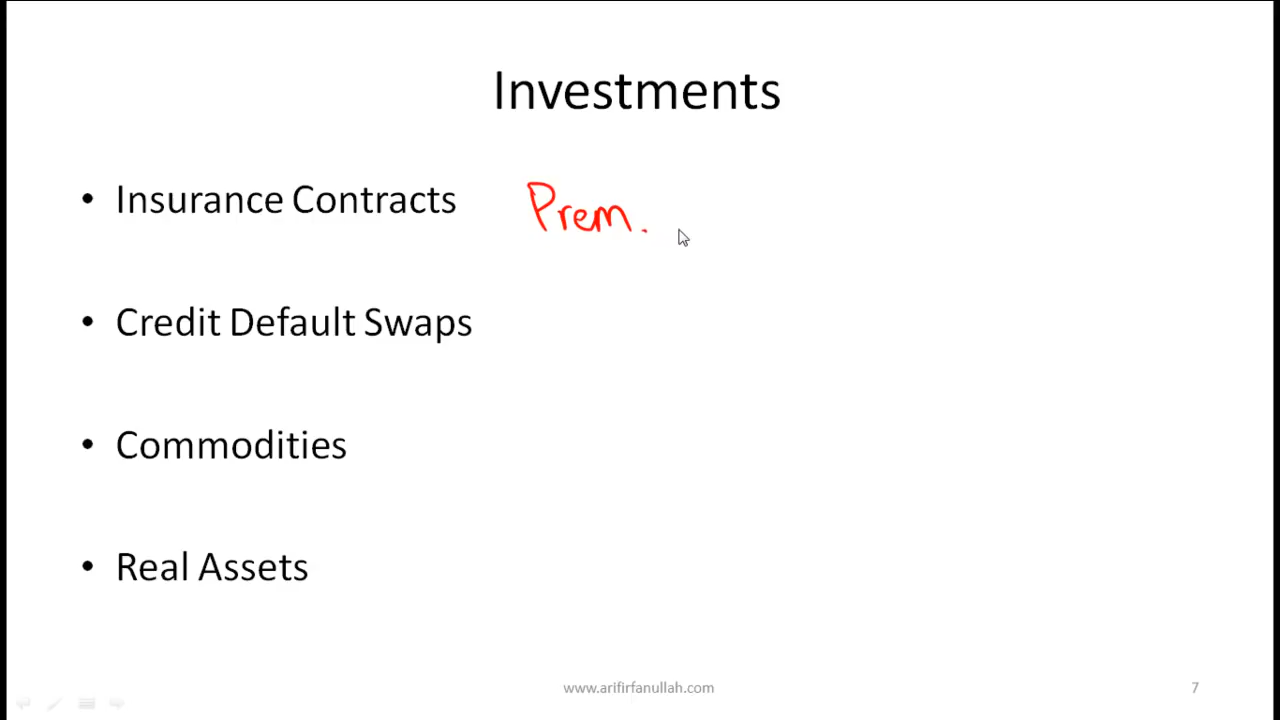 Investments
• Insurance Contracts Prem.
• Credit Default Swaps
• Commodities
• Real Assets
www.arifirfanullah.com 7